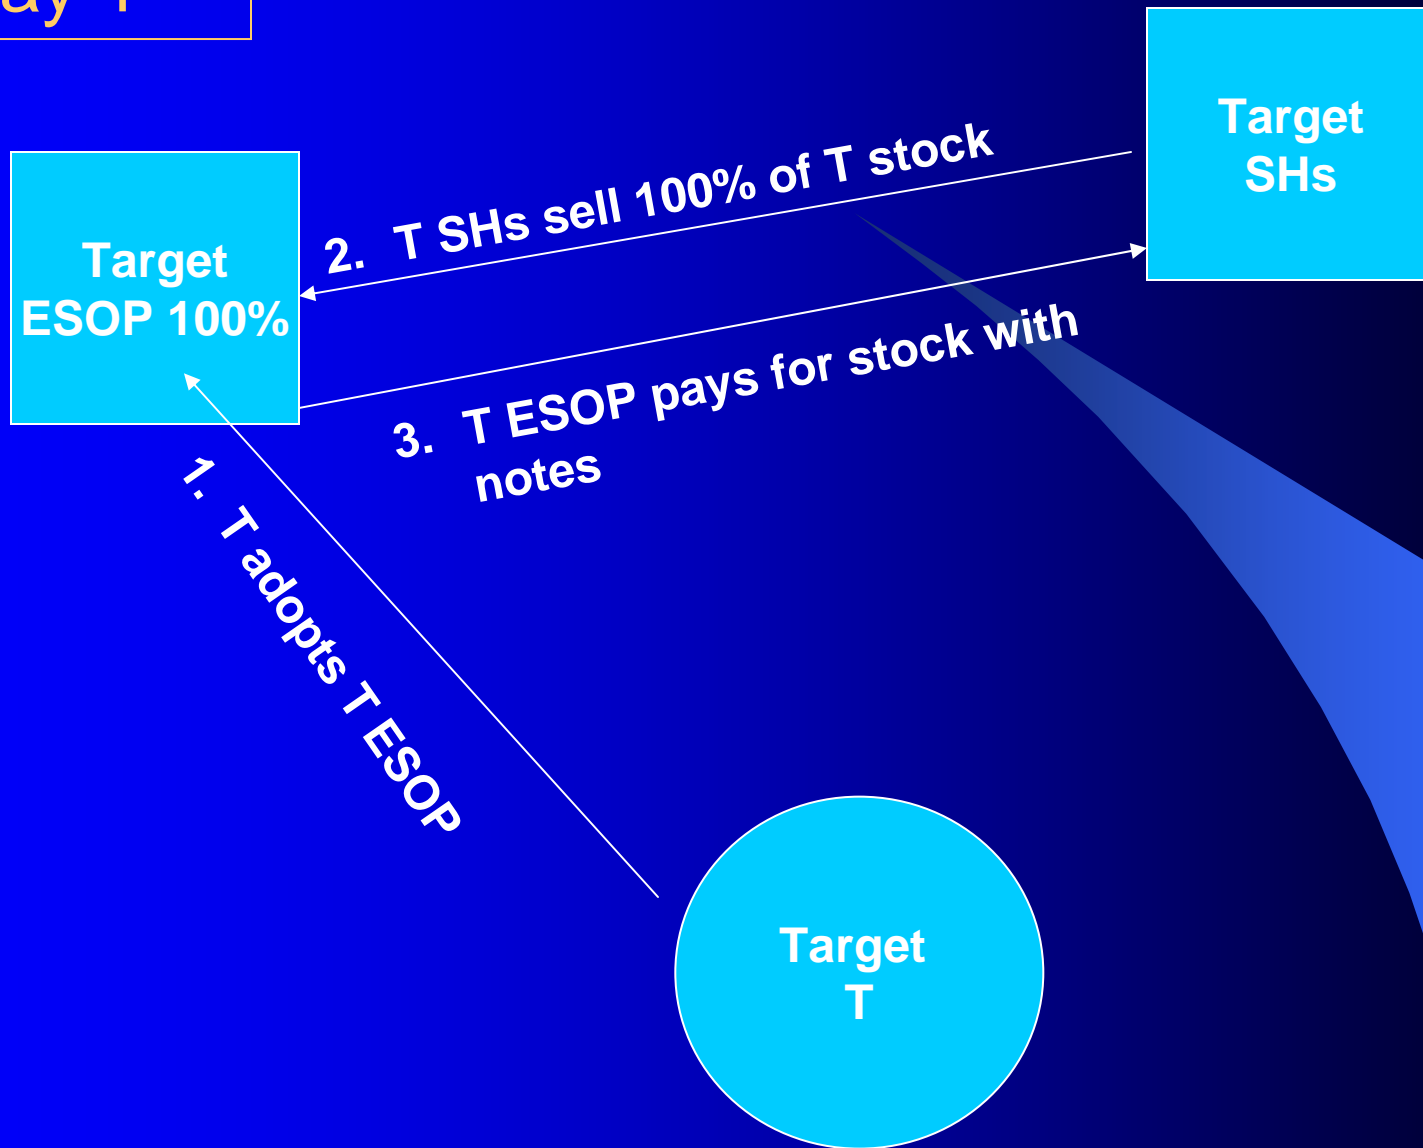 Target
SHs
2. T SHs sell 100% of T stock
Target
ESOP 100%
3. T ESOP pays for stock with
notes
1. T adopts T ESOP
Target
T